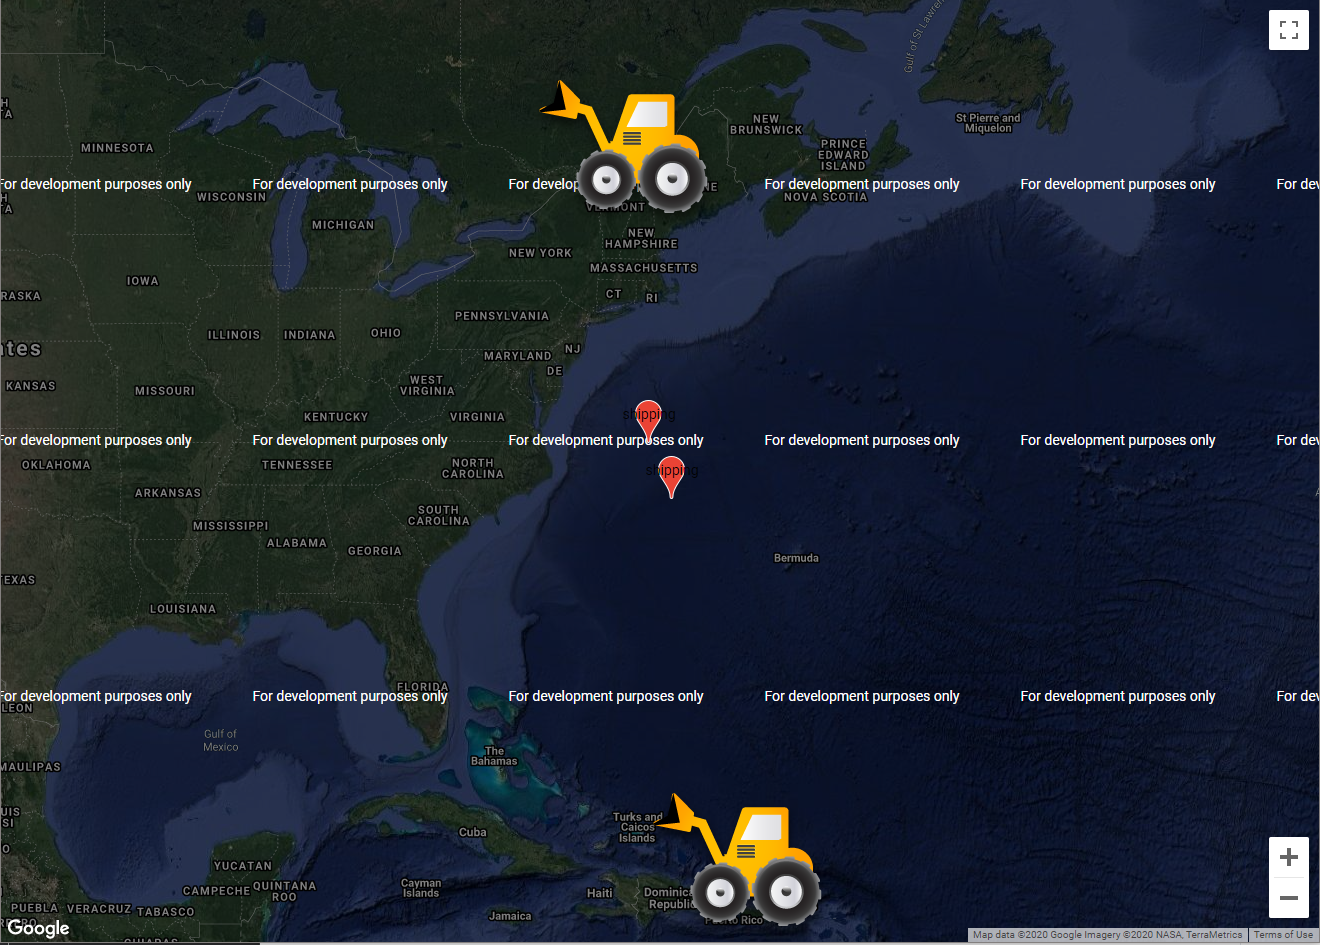 Gulf of St Lawren
St Pierre and
Miquelon
NEW
BRUNSWICK
PRINCE
EDWARD
ISLAND
NOVA SCOTIA
MINNESOTA
For development purposes only
For development purposes only
For develop
For development purposes only
For development purposes only
For dev
WISCONSIN
VERMONT
MICHIGAN
NEW
HAMPSHIRE
NEW YORK
MASSACHUSETTS
IOWA
CT
RI
RASKA
PENNSYLVANIA
ILLINOIS
INDIANA
OHIO
ntes
NJ
MARYLAND
DE
KANSAS
MISSOURI
WEST
VIRGINIA
KENTUCKY
VIRGINIA
shipping
For development purposes only
For development purposes only
For development purposes only
For development purposes only
For development purposes only
For dev
OKLAHOMA
TENNESSEE
NORTH
CAROLINA
shipping
ARKANSAS
SOUTH
CAROLINA
MISSISSIPPI
ALABAMA
GEORGIA
Bermuda
TEXAS
LOUISIANA
FLORIDA
For development purposes only
For development purposes only
For development purposes only
For development purposes only
For development purposes only
For dev
LEON
Gulf of
Mexico
The
Bahamas
MAULIPAS
Turks and
Caicos
Islands
Cuba
YUCATAN
CAMPECHE
QUINTANA
ROO
Cayman
Islands
Haiti
Dominica
Republi
PUEBLA
VERACRUZ
TABASCO
Jamaica
Puerto Rico
Google
CHIAPAS
Map data ©2020 Google Imagery ©2020 NASA, TerraMetrics
Terms of Use